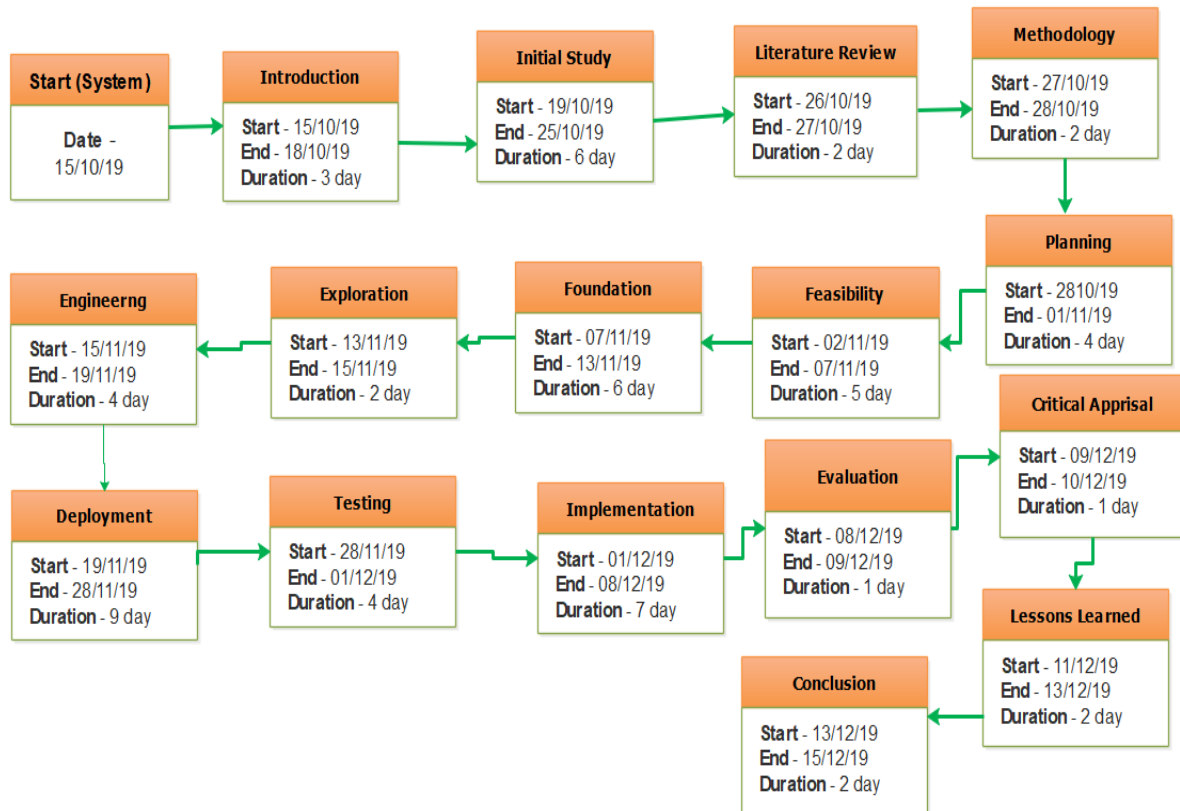 Start (System )
Date -
15/10/19
Introduction
Start - 15/10/19
End - 18/10/19
Duration - 3 day
Initial Study
Start - 19/10/19
End - 25/10/19
Duration - 6 day
Literature Review
Start - 26/10/19
End - 27/10/19
Duration - 2 day
Methodology
Start - 27/10/19
End - 28/10/19
Duration - 2 day
Planning
Start - 2810/19
End - 01/11/19
Duration - 4 day
Feasibility
Start - 02/11/19
End - 07/11/19
Duration - 5 day
Foundation
Start - 07/11/19
End - 13/11/19
Duration - 6 day
Exploration
Start - 13/11/19
End - 15/11/19
Duration - 2 day
Engineerng
Start - 15/11/19
End - 19/11/19
Duration - 4 day
Deployment
Start - 19/11/19
End - 28/11/19
Duration - 9 day
Testing
Start - 28/11/19
End - 01/12/19
Duration - 4 day
Implementation
Start - 01/12/19
End - 08/12/19
Duration - 7 day
Evaluation
Start - 08/12/19
End - 09/12/19
Duration - 1 day
Critical Apprisal
Start - 09/12/19
End - 10/12/19
Duration - 1 day
Lessons Learned
Start - 11/12/19
End - 13/12/19
Duration - 2 day
Conclusion
Start - 13/12/19
End - 15/12/19
Duration - 2 day